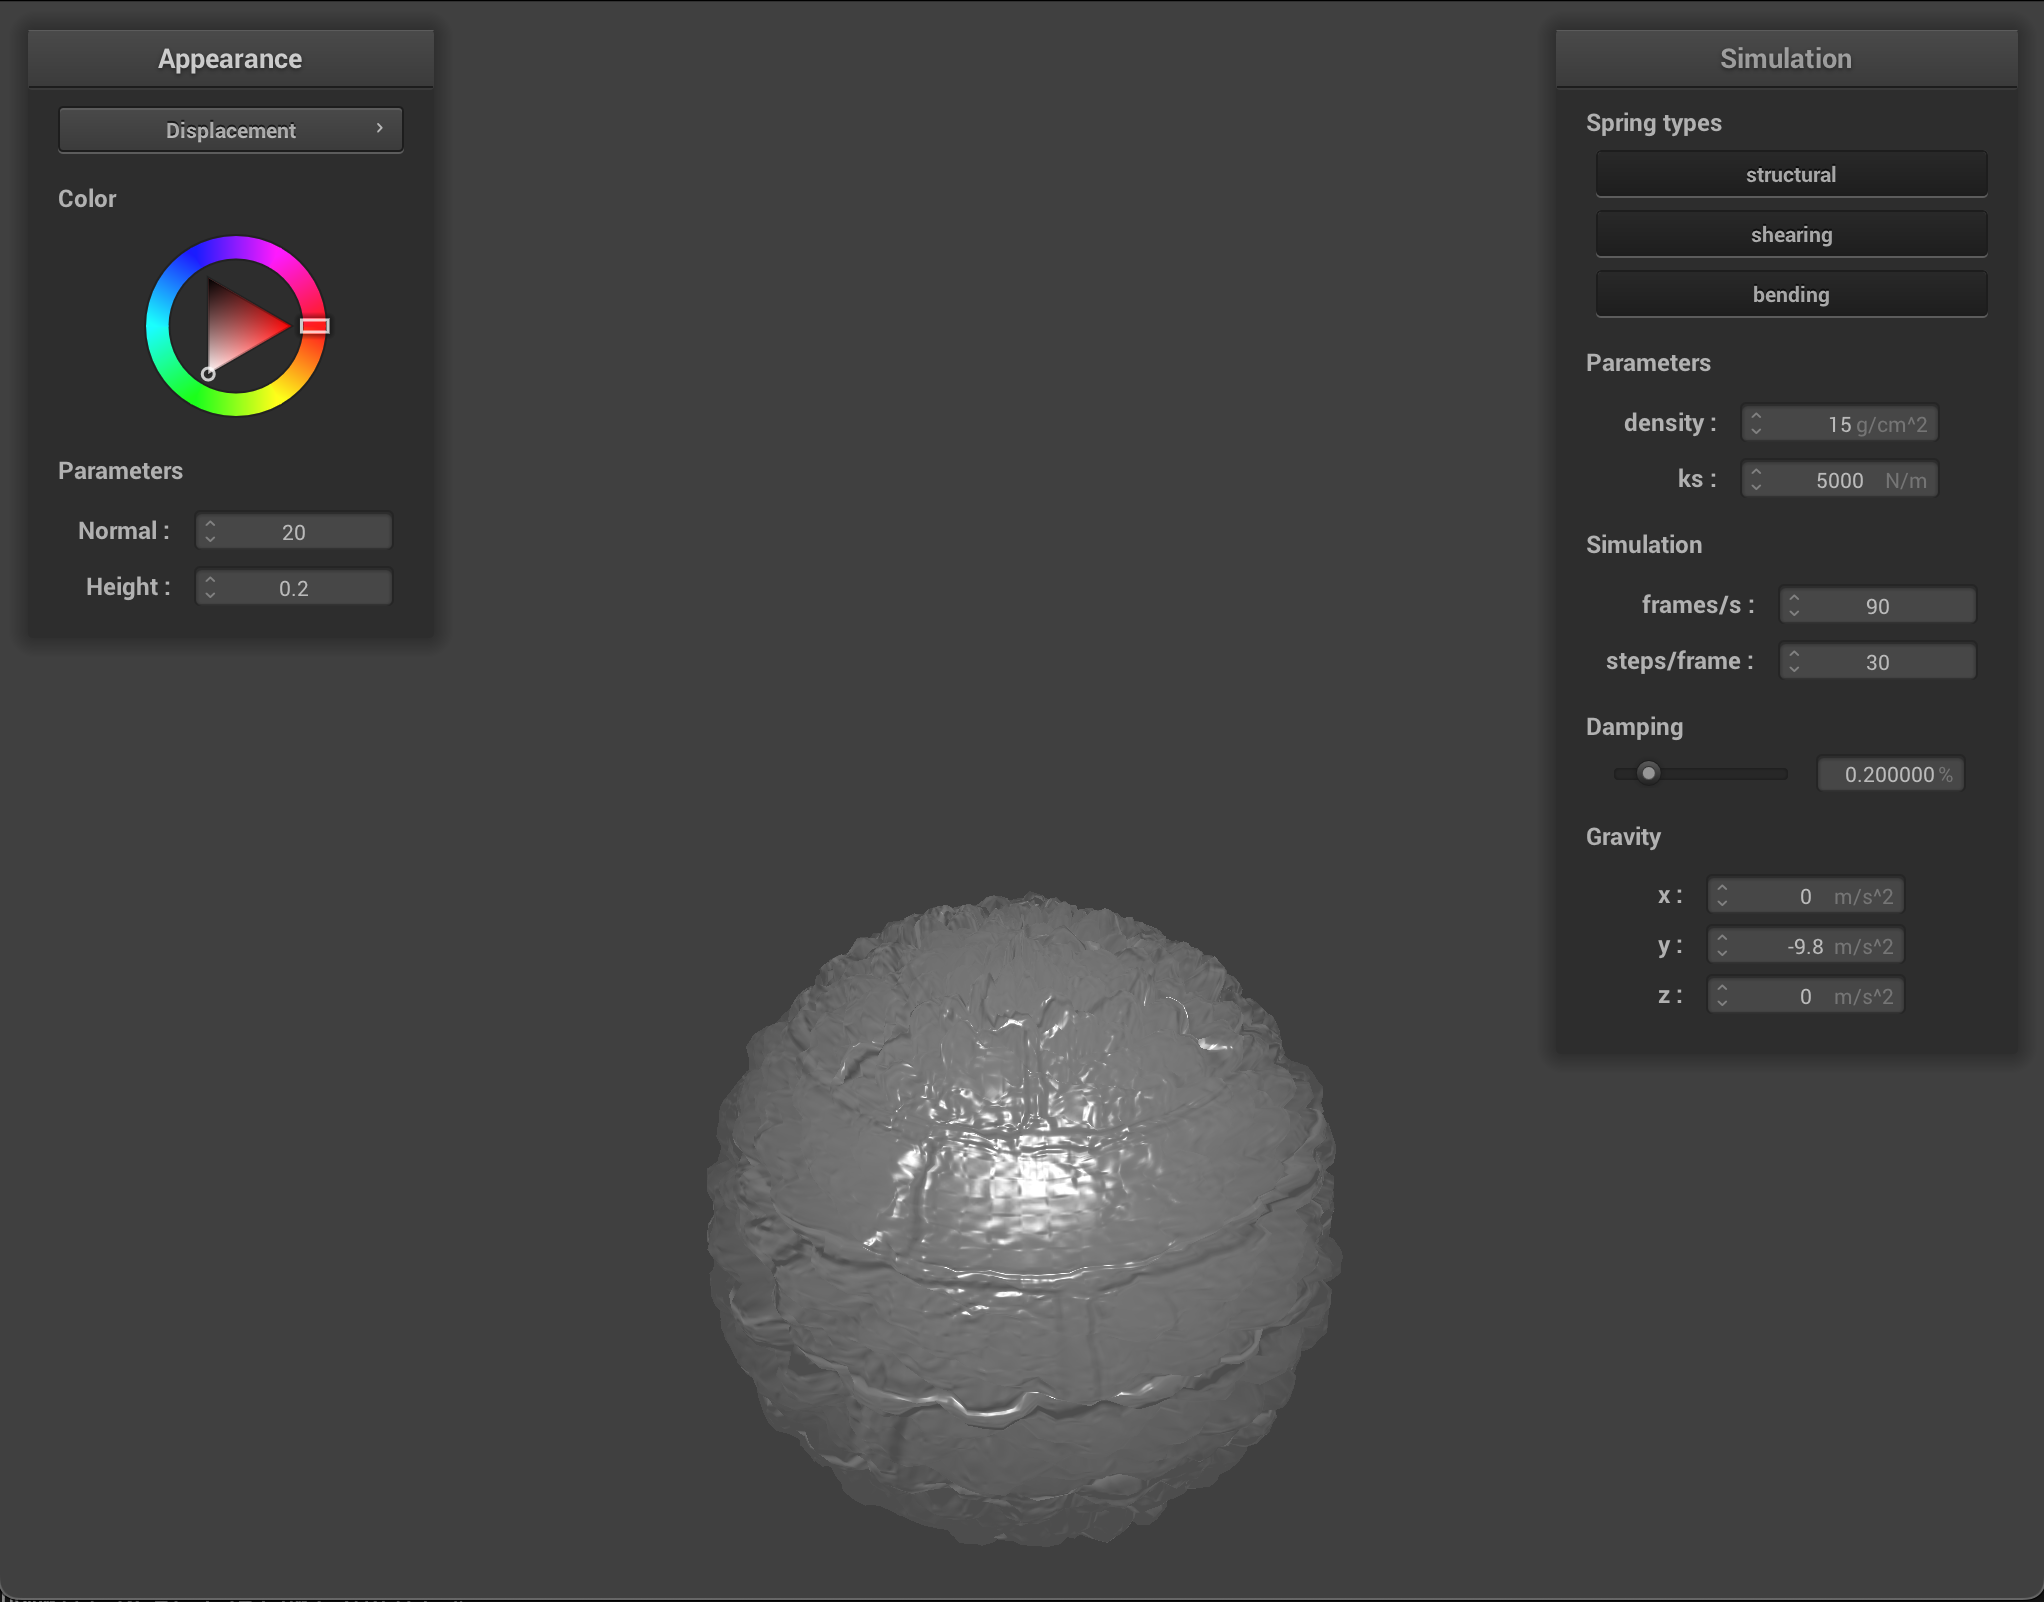 Appearance
Displacement
Color
Parameters
Normal : 20
Height : 0.2
Simulation
Spring types
structural
shearing
bending
Parameters
density : 15 g/cm^2
ks : 5000 N/m
Simulation
frames/s : 90
steps/frame : 30
Damping
0.200000 %
Gravity
x : 0 m/s^2
y : -9.8 m/s^2
z : 0 m/s^2